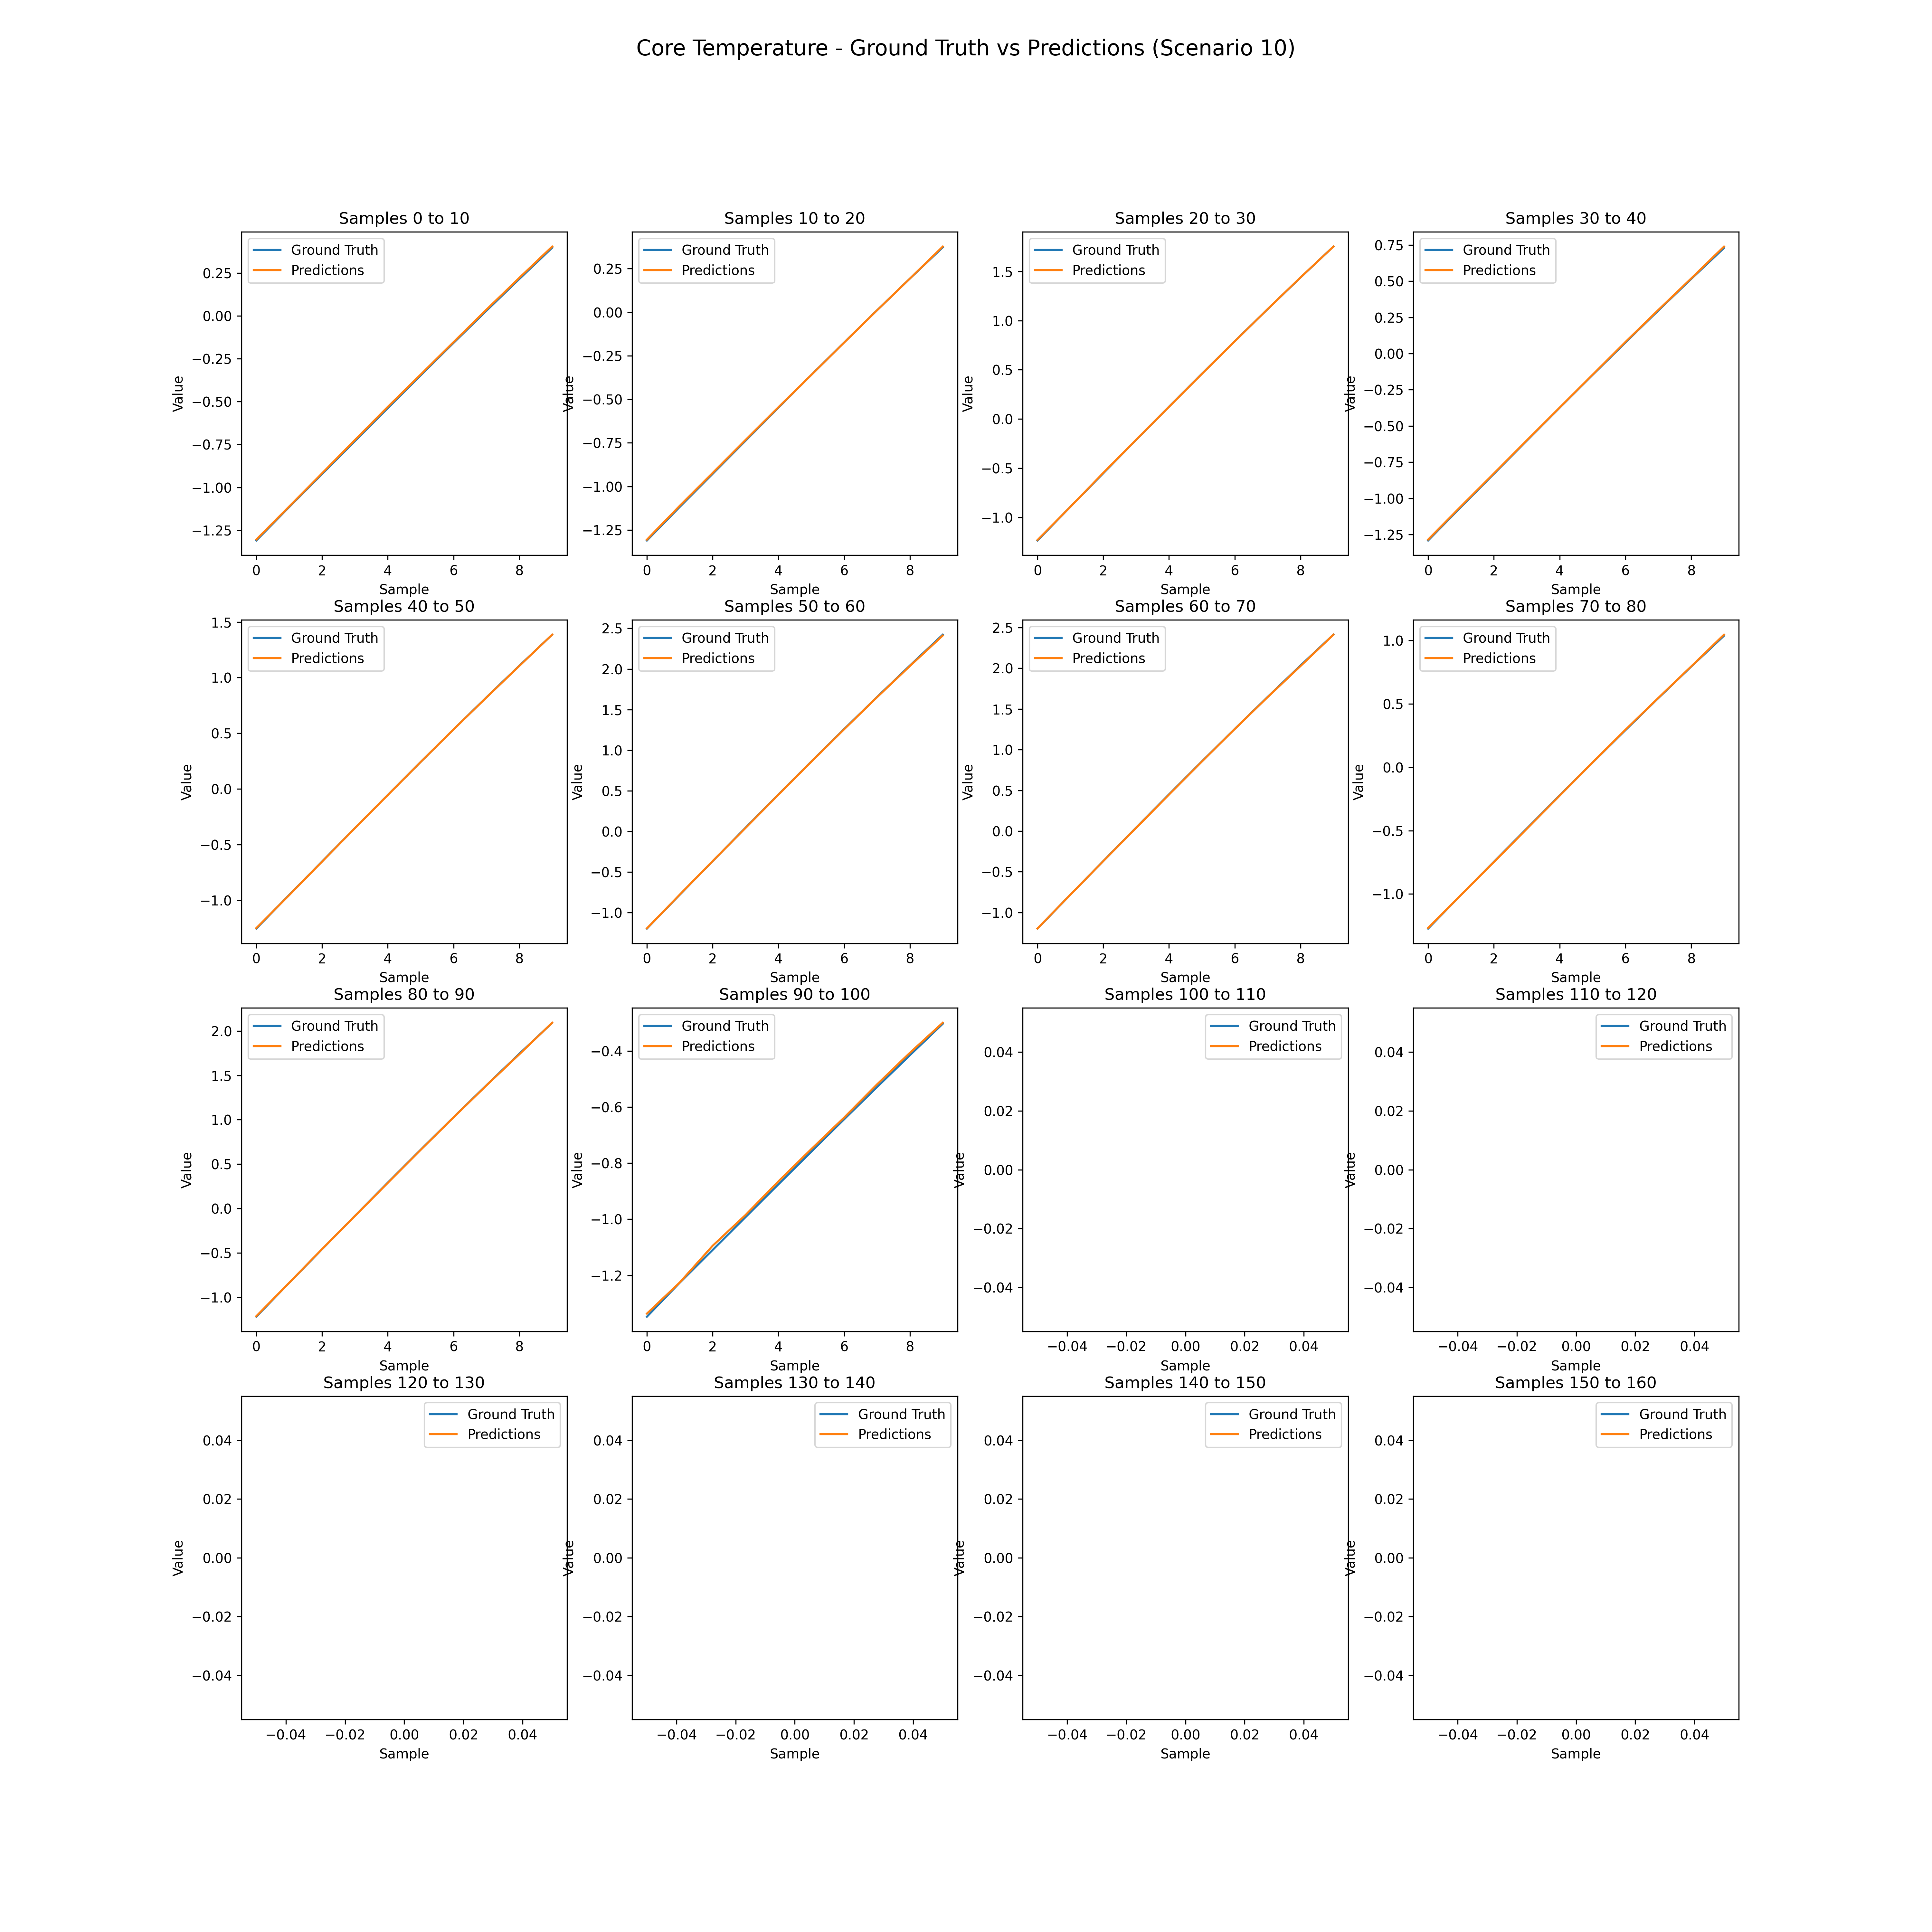 Core Temperature - Ground Truth vs Predictions (Scenario 10)
Samples 0 to 10
Ground Truth
Predictions
0.25
0.00
−0.25
−0.50
−0.75
−1.00
−1.25
Value
0 2 4 6 8
Sample
Samples 10 to 20
Ground Truth
Predictions
0.25
0.00
−0.25
−0.50
−0.75
−1.00
−1.25
Value
0 2 4 6 8
Sample
Samples 20 to 30
Ground Truth
Predictions
1.5
1.0
0.5
0.0
−0.5
−1.0
Value
0 2 4 6 8
Sample
Samples 30 to 40
Ground Truth
Predictions
0.75
0.50
0.25
0.00
−0.25
−0.50
−0.75
−1.00
−1.25
Value
0 2 4 6 8
Sample
Samples 40 to 50
Ground Truth
Predictions
1.5
1.0
0.5
0.0
−0.5
−1.0
Value
0 2 4 6 8
Sample
Samples 50 to 60
Ground Truth
Predictions
2.5
2.0
1.5
1.0
0.5
0.0
−0.5
−1.0
Value
0 2 4 6 8
Sample
Samples 60 to 70
Ground Truth
Predictions
2.5
2.0
1.5
1.0
0.5
0.0
−0.5
−1.0
Value
0 2 4 6 8
Sample
Samples 70 to 80
Ground Truth
Predictions
1.0
0.5
0.0
−0.5
−1.0
Value
0 2 4 6 8
Sample
Samples 80 to 90
Ground Truth
Predictions
2.0
1.5
1.0
0.5
0.0
−0.5
−1.0
Value
0 2 4 6 8
Sample
Samples 90 to 100
Ground Truth
Predictions
−0.4
−0.6
−0.8
−1.0
−1.2
Value
0 2 4 6 8
Sample
Samples 100 to 110
Ground Truth
Predictions
0.04
0.02
0.00
−0.02
−0.04
Value
−0.04 −0.02 0.00 0.02 0.04
Sample
Samples 110 to 120
Ground Truth
Predictions
0.04
0.02
0.00
−0.02
−0.04
Value
−0.04 −0.02 0.00 0.02 0.04
Sample
Samples 120 to 130
Ground Truth
Predictions
0.04
0.02
0.00
−0.02
−0.04
Value
−0.04 −0.02 0.00 0.02 0.04
Sample
Samples 130 to 140
Ground Truth
Predictions
0.04
0.02
0.00
−0.02
−0.04
Value
−0.04 −0.02 0.00 0.02 0.04
Sample
Samples 140 to 150
Ground Truth
Predictions
0.04
0.02
0.00
−0.02
−0.04
Value
−0.04 −0.02 0.00 0.02 0.04
Sample
Samples 150 to 160
Ground Truth
Predictions
0.04
0.02
0.00
−0.02
−0.04
Value
−0.04 −0.02 0.00 0.02 0.04
Sample